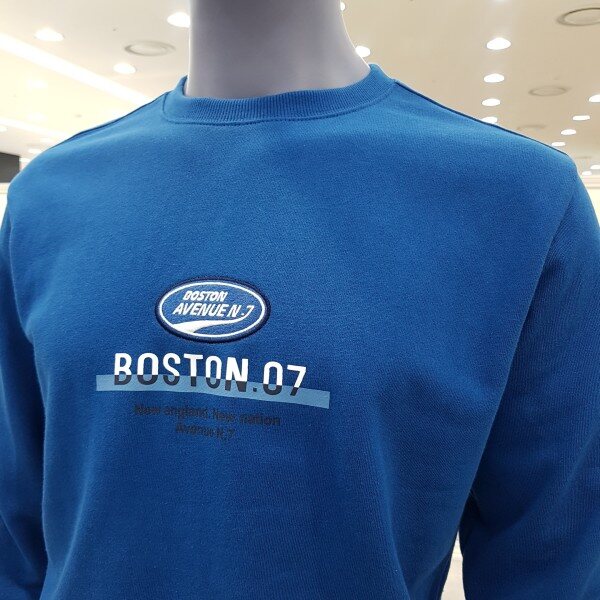 BOSTON
AVENUE N-7
BOSTON.07
New england.New nation
Avenue N.7